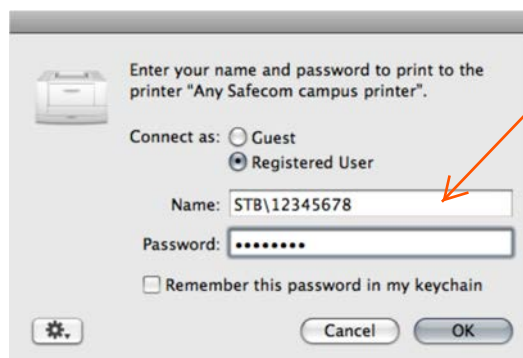 Enter your name and password to print to the
printer “Any Safecom campus printer”.
Connect as: Guest
Registered User
Name: STB\12345678
Password: ••••••••
Remember this password in my keychain
Cancel OK